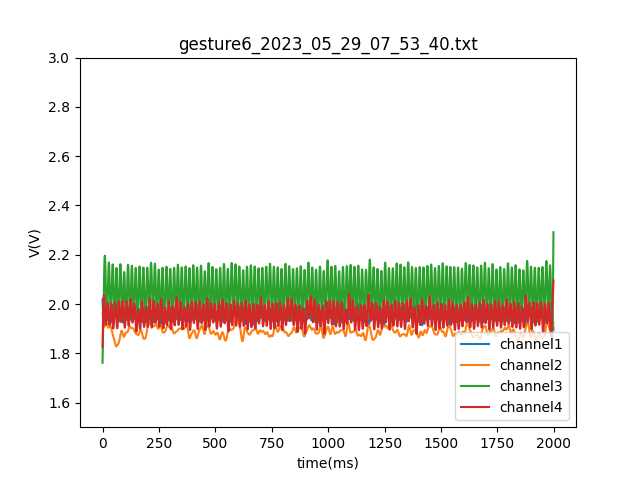 gesture6_2023_05_29_07_53_40.txt
3.0
2.8
2.6
2.4
2.2
2.0
1.8
1.6
V(V)
channel1
channel2
channel3
channel4
0 250 500 750 1000 1250 1500 1750 2000
time(ms)